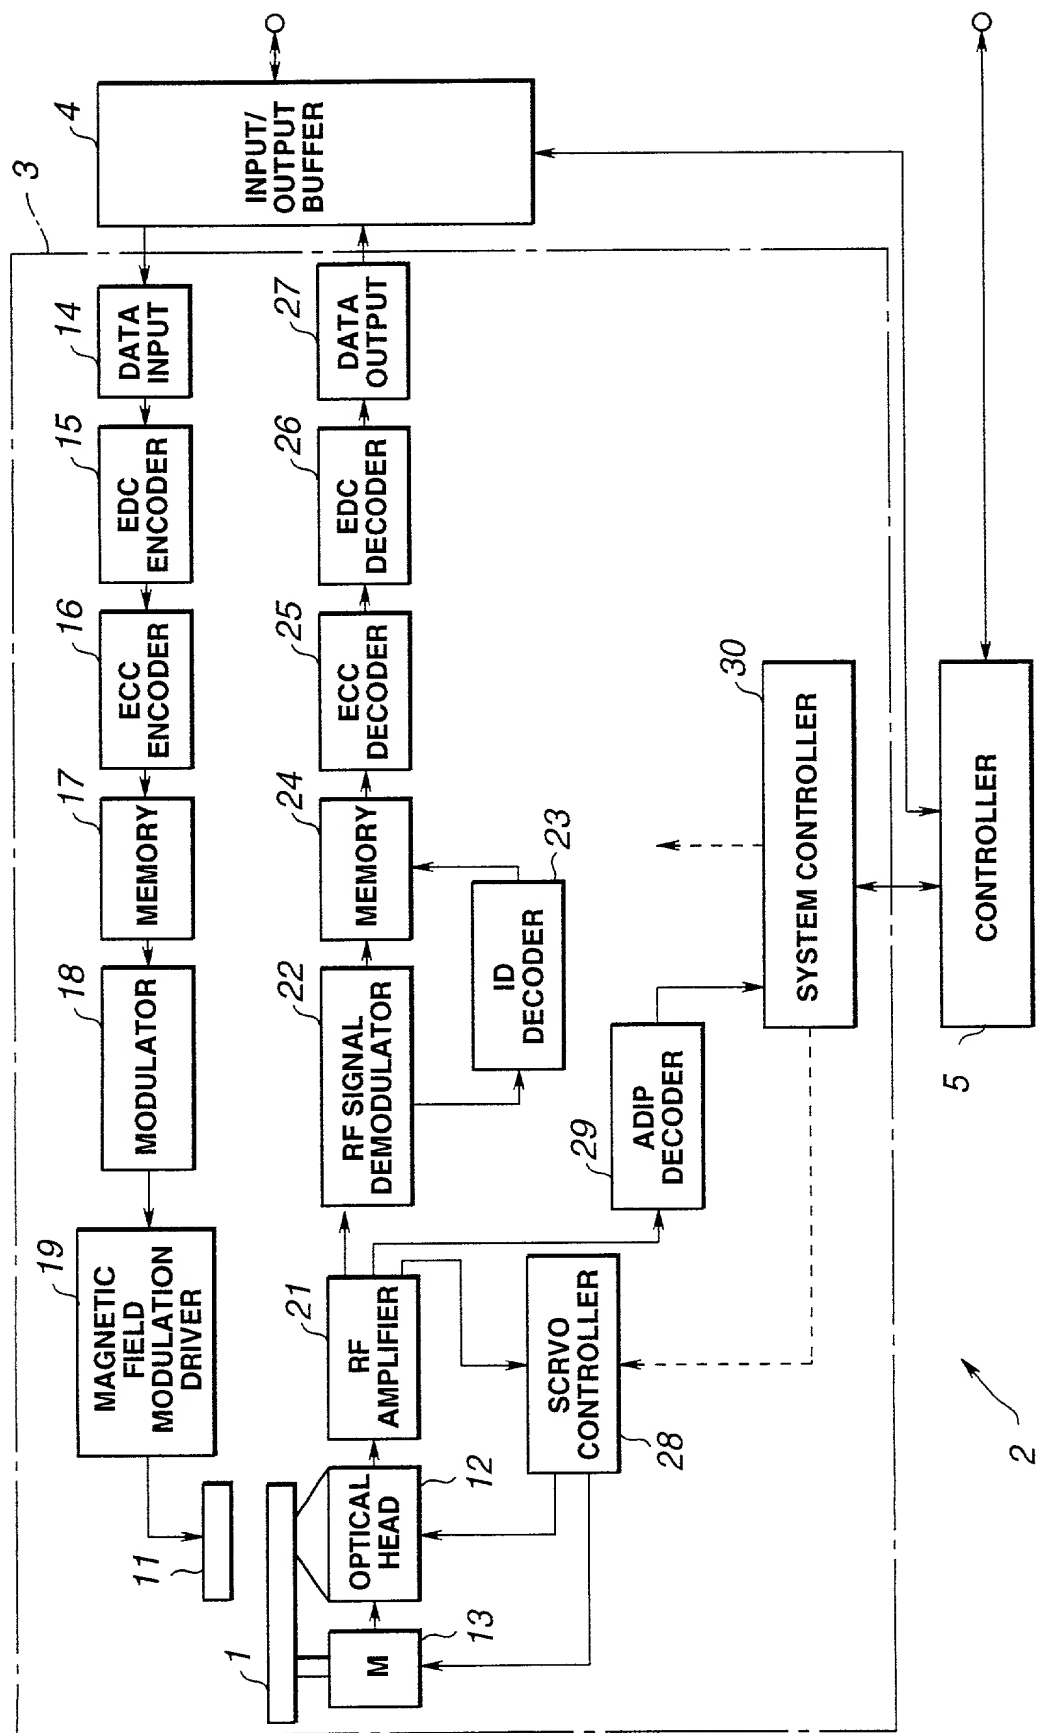 3
4
INPUT/
OUTPUT
BUFFER
14
DATA
INPUT
15
EDC
ENCODER
16
ECC
ENCODER
17
MEMORY
18
MODULATOR
19
MAGNETIC
FIELD
MODULATION
DRIVER
11
1
M
13
OPTICAL
HEAD
12
RF
AMPLIFIER
21
RF SIGNAL
DEMODULATOR
22
ID
DECODER
23
MEMORY
24
ECC
DECODER
25
EDC
DECODER
26
DATA
OUTPUT
27
SCRVO
CONTROLLER
28
ADIP
DECODER
29
SYSTEM CONTROLLER
30
CONTROLLER
5
2